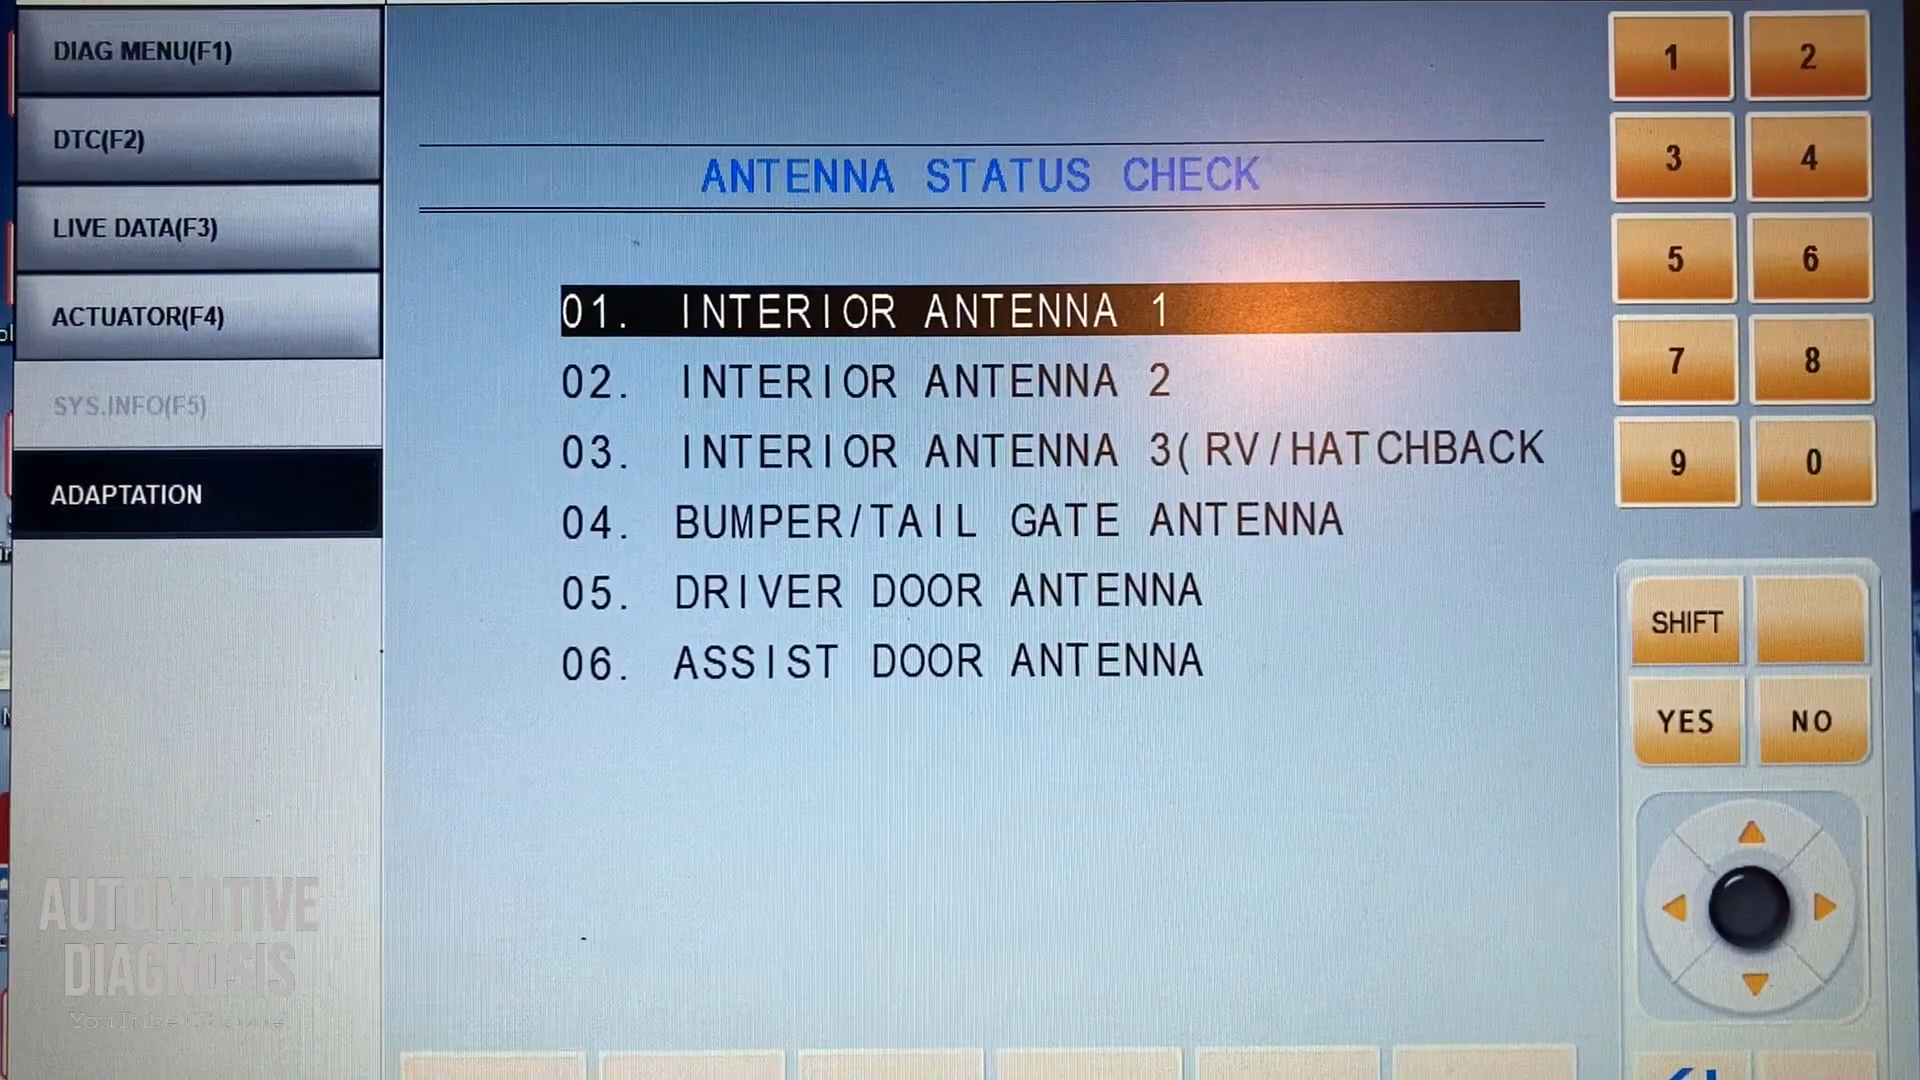 DIAG MENU(F1)
DTC(F2)
LIVE DATA(F3)
ACTUATOR(F4)
SYS.INFO(F5)
ADAPTATION
ANTENNA STATUS CHECK
01. INTERIOR ANTENNA 1
02. INTERIOR ANTENNA 2
03. INTERIOR ANTENNA 3(RV/HATCHBACK
04. BUMPER/TAIL GATE ANTENNA
05. DRIVER DOOR ANTENNA
06. ASSIST DOOR ANTENNA
1 2
3 4
5 6
7 8
9 0
SHIFT
YES NO
AUTOMOTIVE
DIAGNOSIS
YouTube Channel